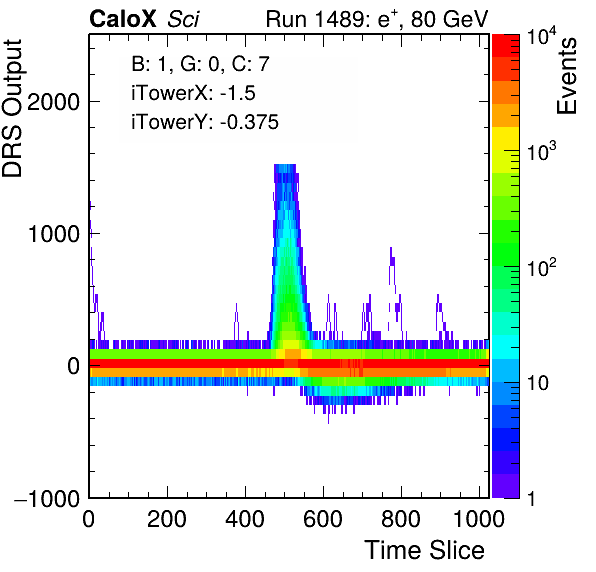 CaloX Sci Run 1489: e⁺, 80 GeV
B: 1, G: 0, C: 7
iTowerX: -1.5
iTowerY: -0.375
DRS Output
2000
1000
0
−1000
0 200 400 600 800 1000
Time Slice
Events
10⁴
10³
10²
10
1